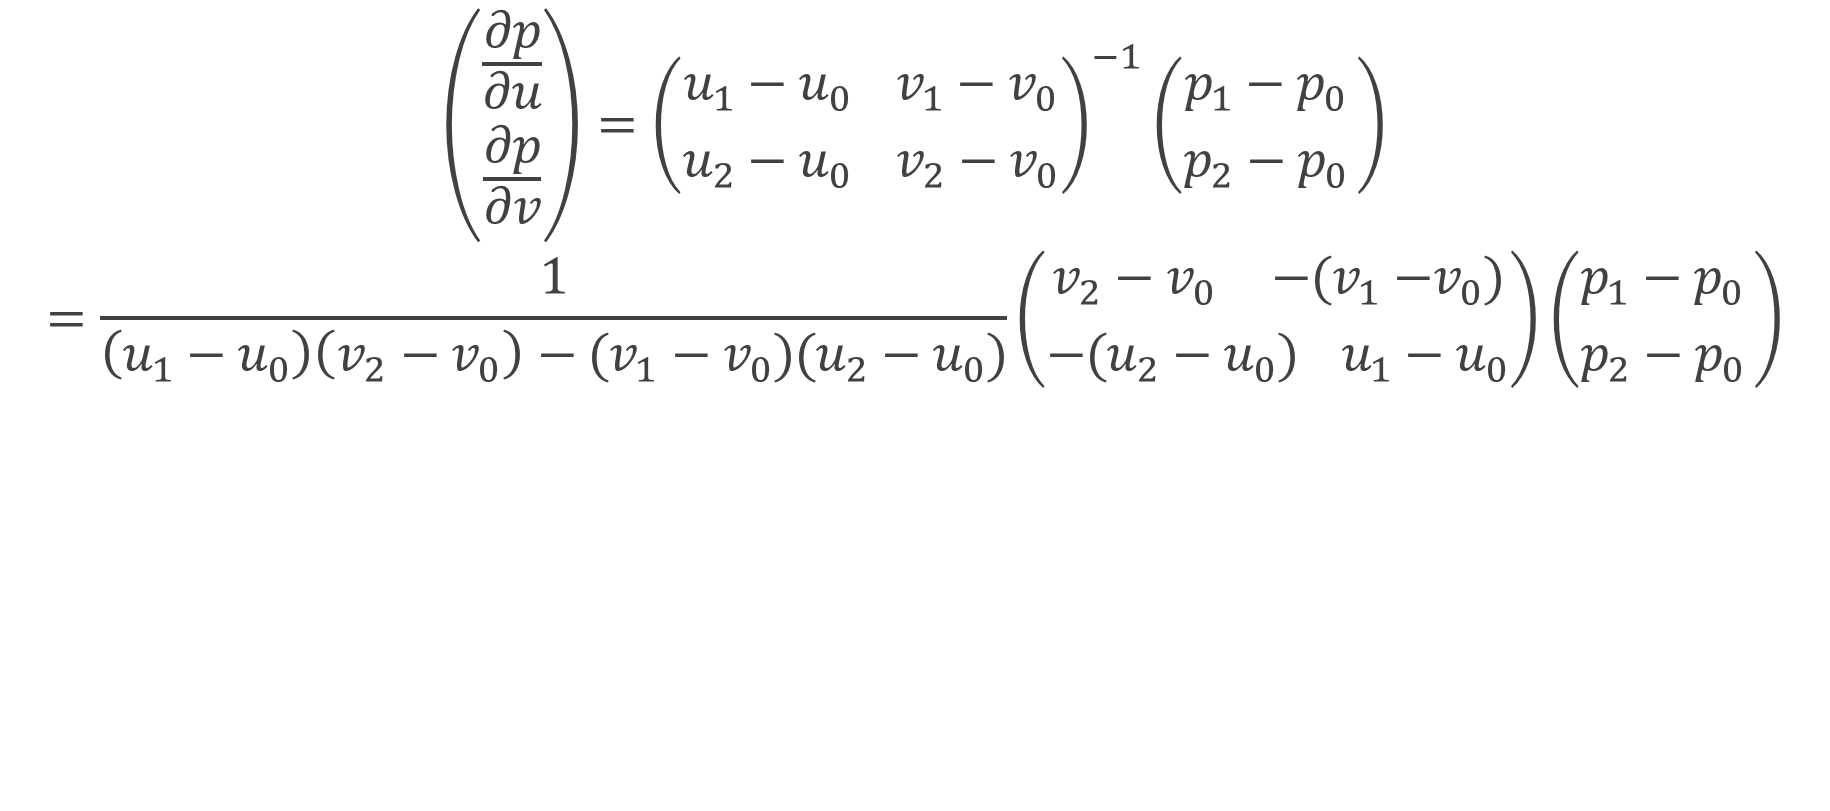 (∂p/∂u ∂p/∂v) = (u₁ − u₀ v₁ − v₀ u₂ − u₀ v₂ − v₀)⁻¹ (p₁ − p₀ p₂ − p₀)
= 1/((u₁ − u₀)(v₂ − v₀) − (v₁ − v₀)(u₂ − u₀)) (v₂ − v₀ −(v₁ −v₀) −(u₂ − u₀) u₁ − u₀) (p₁ − p₀ p₂ − p₀)